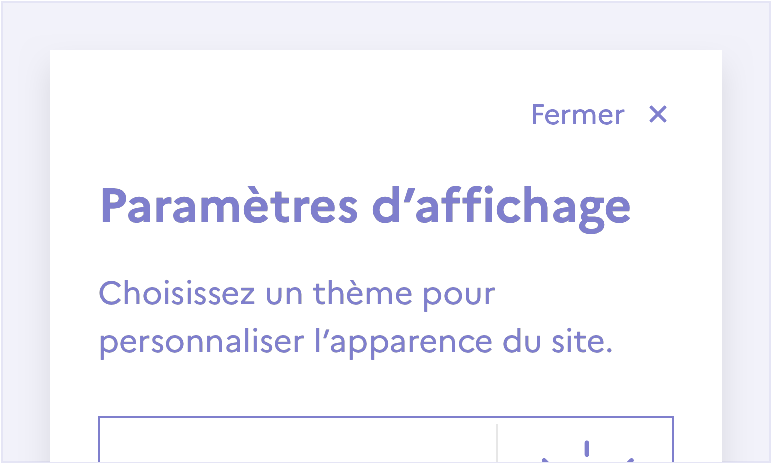 Fermer ×
Paramètres d’affichage
Choisissez un thème pour
personnaliser l’apparence du site.